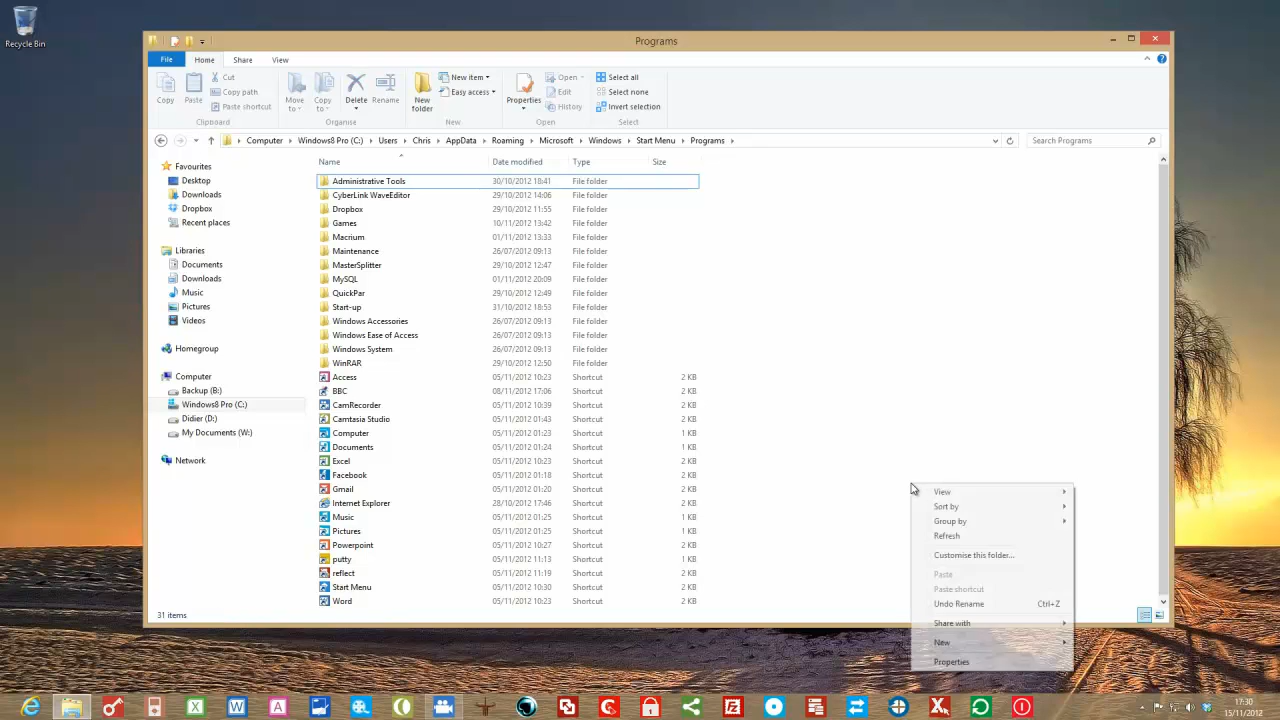 Recycle Bin
Programs
File Home Share View
Copy
Paste
Cut
Copy path
Paste shortcut
Clipboard
Move to
Copy to
Delete
Rename
Organise
New folder
New item
Easy access
New
Properties
Open
Edit
History
Open
Select all
Select none
Invert selection
Select
Computer Windows8 Pro (C:) Users Chris AppData Roaming Microsoft Windows Start Menu Programs
Search Programs
Favourites
Desktop
Downloads
Dropbox
Recent places
Libraries
Documents
Downloads
Music
Pictures
Videos
Homegroup
Computer
Backup (B:)
Windows8 Pro (C:)
Didier (D:)
My Documents (W:)
Network
Name Date modified Type Size
Administrative Tools 30/10/2012 18:41 File folder
CyberLink WaveEditor 29/10/2012 14:06 File folder
Dropbox 29/10/2012 11:55 File folder
Games 10/11/2012 13:42 File folder
Macrium 01/11/2012 13:33 File folder
Maintenance 26/07/2012 09:13 File folder
MasterSplitter 29/10/2012 12:47 File folder
MySQL 01/11/2012 20:09 File folder
QuickPar 29/10/2012 12:49 File folder
Start-up 31/10/2012 18:53 File folder
Windows Accessories 26/07/2012 09:13 File folder
Windows Ease of Access 26/07/2012 09:13 File folder
Windows System 26/07/2012 09:13 File folder
WinRAR 29/10/2012 12:50 File folder
Access 05/11/2012 10:23 Shortcut 2 KB
BBC 08/11/2012 17:06 Shortcut 2 KB
CamRecorder 05/11/2012 10:39 Shortcut 2 KB
Camtasia Studio 05/11/2012 01:19 Shortcut 2 KB
Computer 05/11/2012 01:23 Shortcut 1 KB
Documents 05/11/2012 01:24 Shortcut 1 KB
Excel 05/11/2012 10:23 Shortcut 2 KB
Facebook 05/11/2012 01:18 Shortcut 2 KB
Gmail 05/11/2012 01:20 Shortcut 2 KB
Internet Explorer 28/10/2012 17:46 Shortcut 2 KB
Music 05/11/2012 01:25 Shortcut 1 KB
Pictures 05/11/2012 01:25 Shortcut 1 KB
Powerpoint 05/11/2012 10:27 Shortcut 2 KB
putty 05/11/2012 11:13 Shortcut 1 KB
reflect 05/11/2012 11:19 Shortcut 2 KB
Start Menu 05/11/2012 10:30 Shortcut 2 KB
Word 05/11/2012 10:23 Shortcut 2 KB
31 items
View
Sort by
Group by
Refresh
Customise this folder...
Paste
Paste shortcut
Undo Rename Ctrl+Z
Share with
New
Properties
17:30
15/11/2012